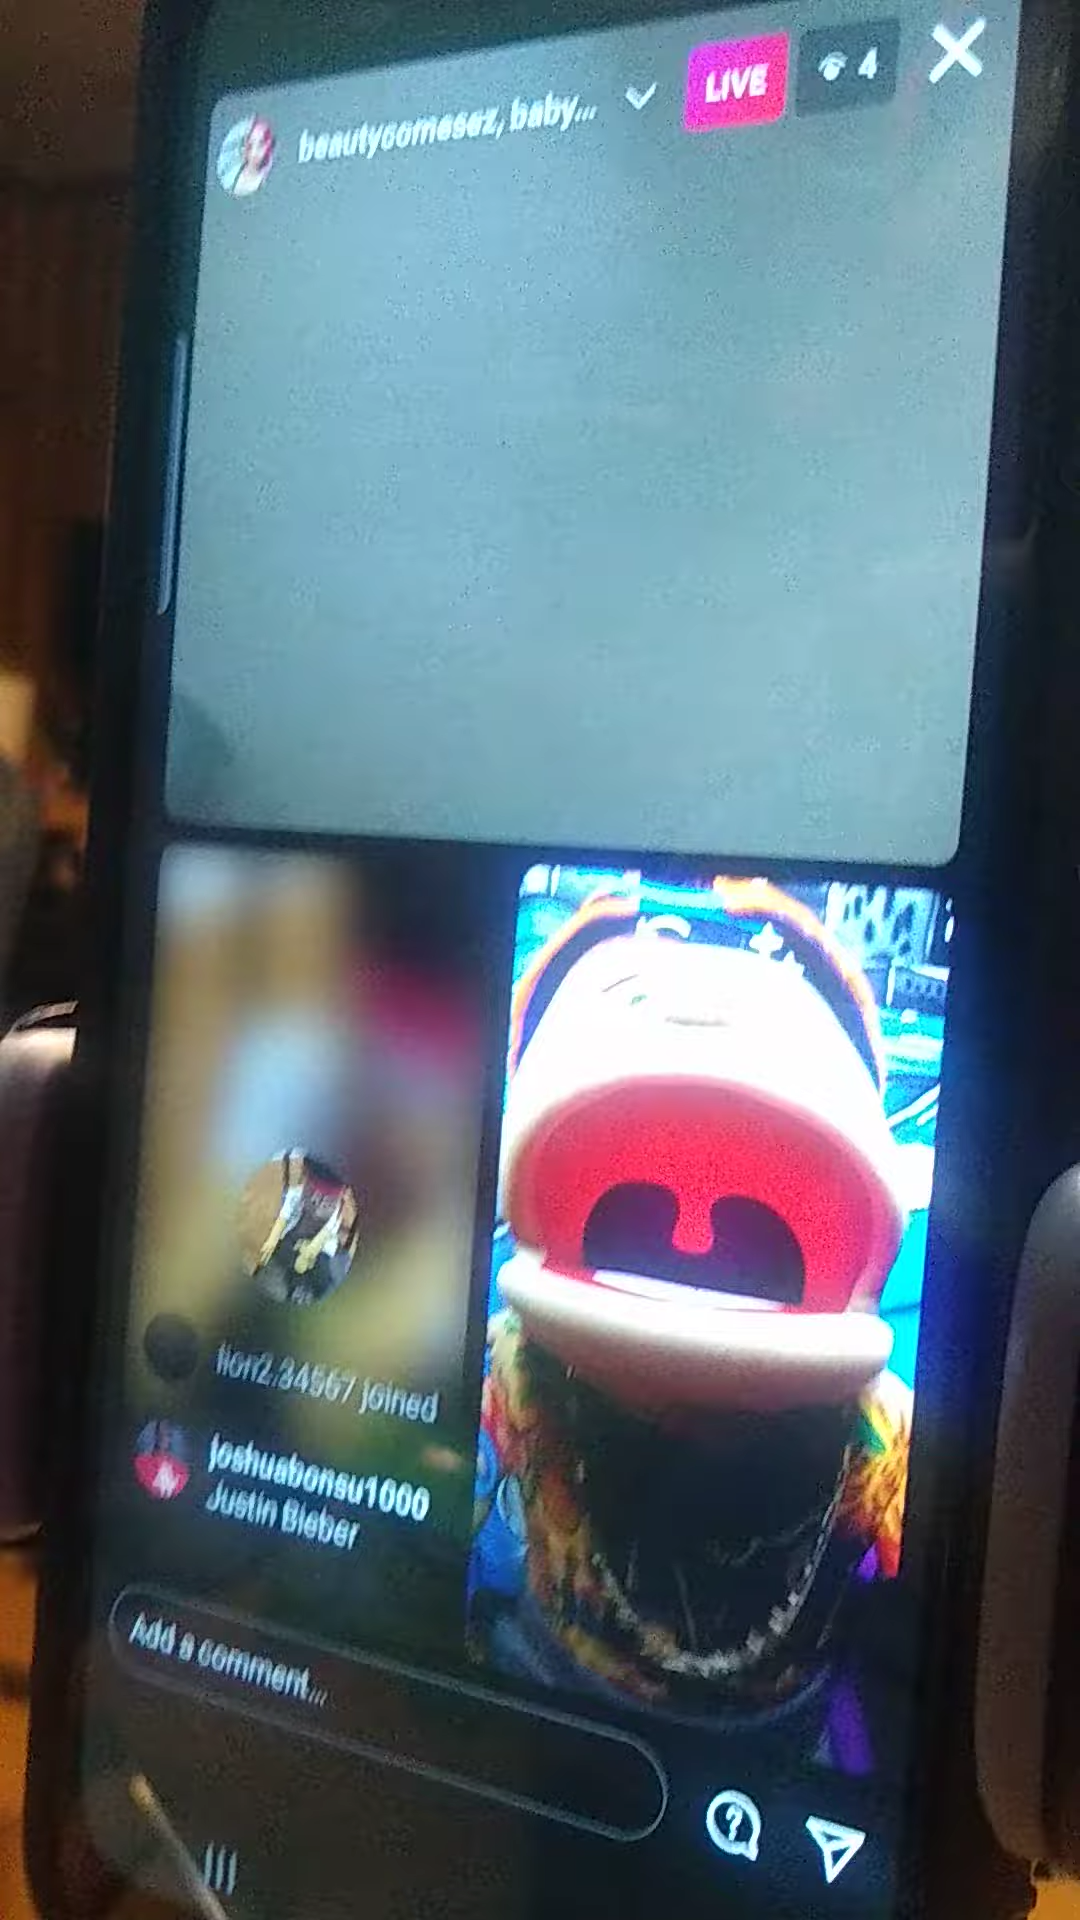 beautycomesez, baby...
LIVE
4
lion2.34567 joined
joshuabonsu1000
Justin Bieber
Add a comment...